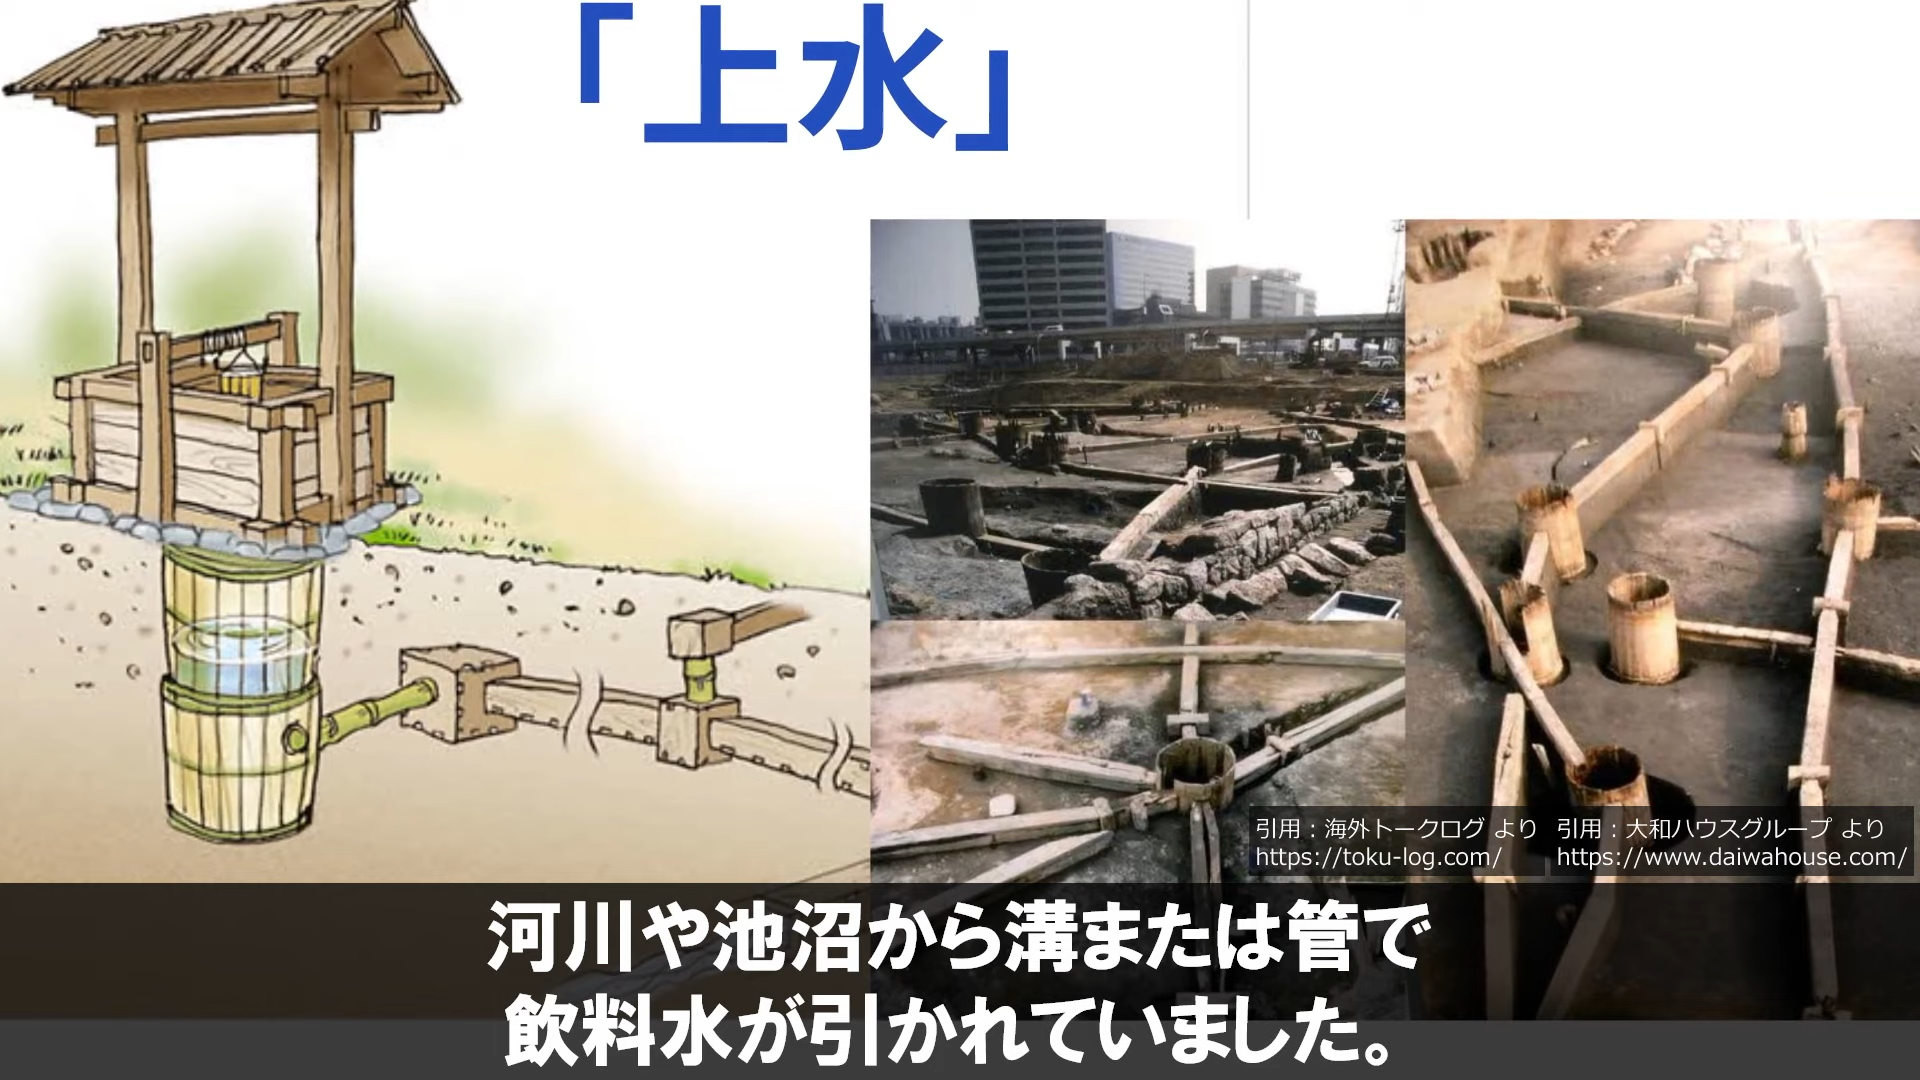 「上水」
引用：海外トークログ より
https://toku-log.com/
引用：大和ハウスグループ より
https://www.daiwahouse.com/
河川や池沼から溝または管で
飲料水が引かれていました。